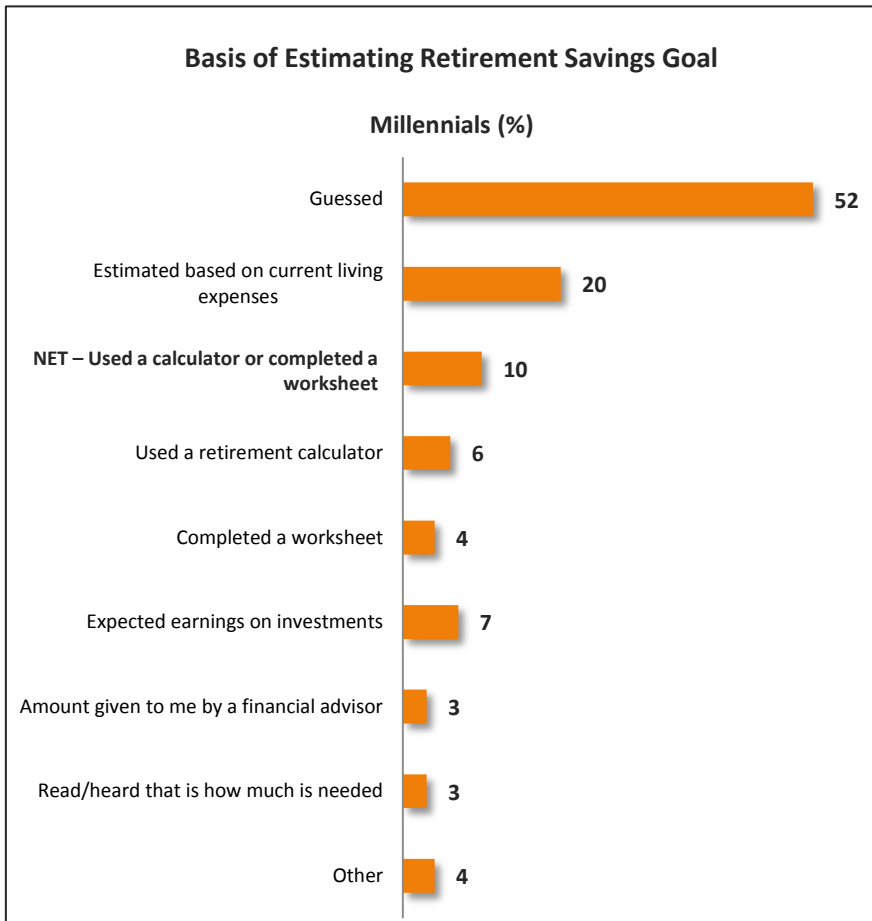 Basis of Estimating Retirement Savings Goal
Millennials (%)
Guessed
52
Estimated based on current living
expenses
20
NET – Used a calculator or completed a
worksheet
10
Used a retirement calculator
6
Completed a worksheet
4
Expected earnings on investments
7
Amount given to me by a financial advisor
3
Read/heard that is how much is needed
3
Other
4